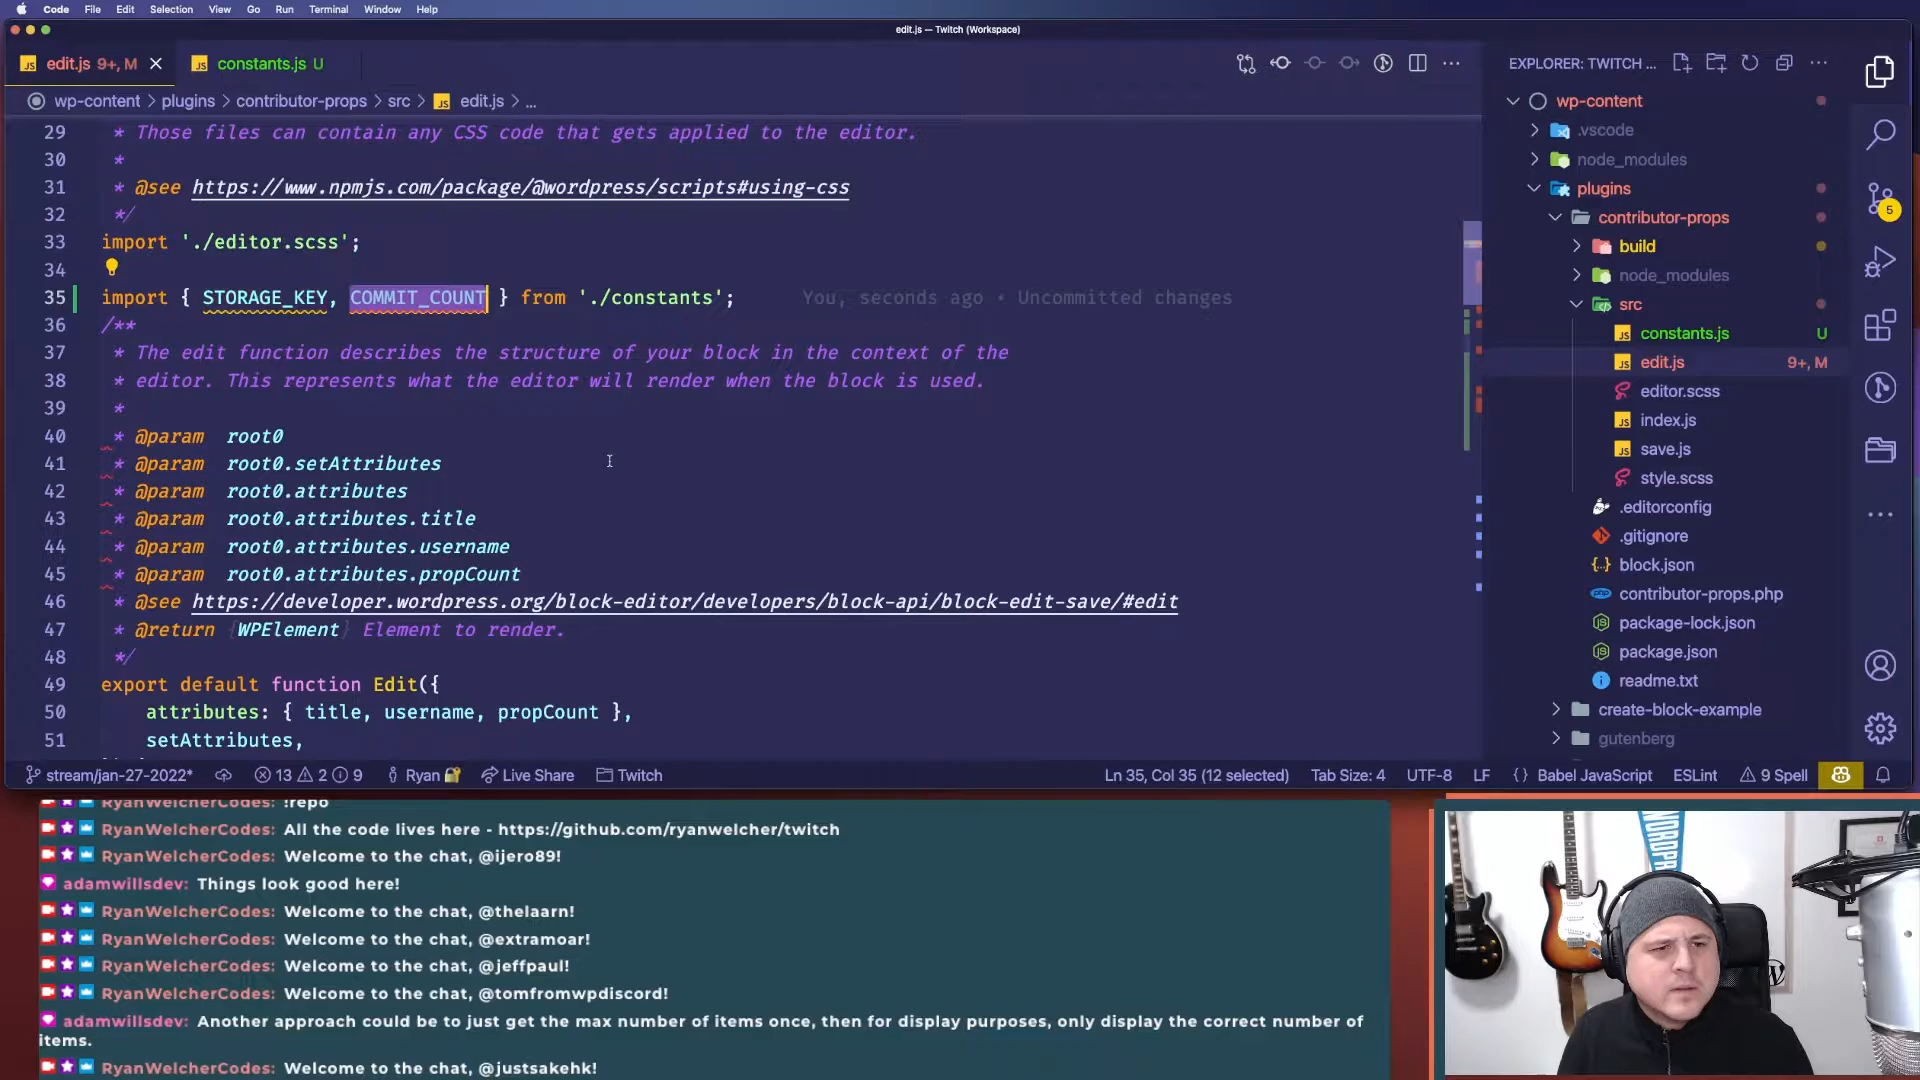 Code File Edit Selection View Go Run Terminal Window Help
edit.js — Twitch (Workspace)
edit.js 9+, M
constants.js U
EXPLORER: TWITCH ...
wp-content > plugins > contributor-props > src > edit.js > ...
29 * Those files can contain any CSS code that gets applied to the editor.
30 *
31 * @see https://www.npmjs.com/package/@wordpress/scripts#using-css
32 */
33 import './editor.scss';
34
35 import { STORAGE_KEY, COMMIT_COUNT } from './constants'; You, seconds ago • Uncommitted changes
36 /**
37 * The edit function describes the structure of your block in the context of the
38 * editor. This represents what the editor will render when the block is used.
39 *
40 * @param root0
41 * @param root0.setAttributes
42 * @param root0.attributes
43 * @param root0.attributes.title
44 * @param root0.attributes.username
45 * @param root0.attributes.propCount
46 * @see https://developer.wordpress.org/block-editor/developers/block-api/block-edit-save/#edit
47 * @return {WPElement} Element to render.
48 */
49 export default function Edit({
50 attributes: { title, username, propCount },
51 setAttributes,
wp-content
.vscode
node_modules
plugins
contributor-props
build
node_modules
src
constants.js U
edit.js 9+, M
editor.scss
index.js
save.js
style.scss
.editorconfig
.gitignore
block.json
contributor-props.php
package-lock.json
package.json
readme.txt
create-block-example
gutenberg
5
stream/jan-27-2022* 13 2 9 Ryan Live Share Twitch Ln 35, Col 35 (12 selected) Tab Size: 4 UTF-8 LF {} Babel JavaScript ESLint 9 Spell
RyanWelcherCodes: !repo
RyanWelcherCodes: All the code lives here - https://github.com/ryanwelcher/twitch
RyanWelcherCodes: Welcome to the chat, @ijero89!
adamwillsdev: Things look good here!
RyanWelcherCodes: Welcome to the chat, @thelaarn!
RyanWelcherCodes: Welcome to the chat, @extramoar!
RyanWelcherCodes: Welcome to the chat, @jeffpaul!
RyanWelcherCodes: Welcome to the chat, @tomfromwpdiscord!
adamwillsdev: Another approach could be to just get the max number of items once, then for display purposes, only display the correct number of
items.
RyanWelcherCodes: Welcome to the chat, @justsakehk!